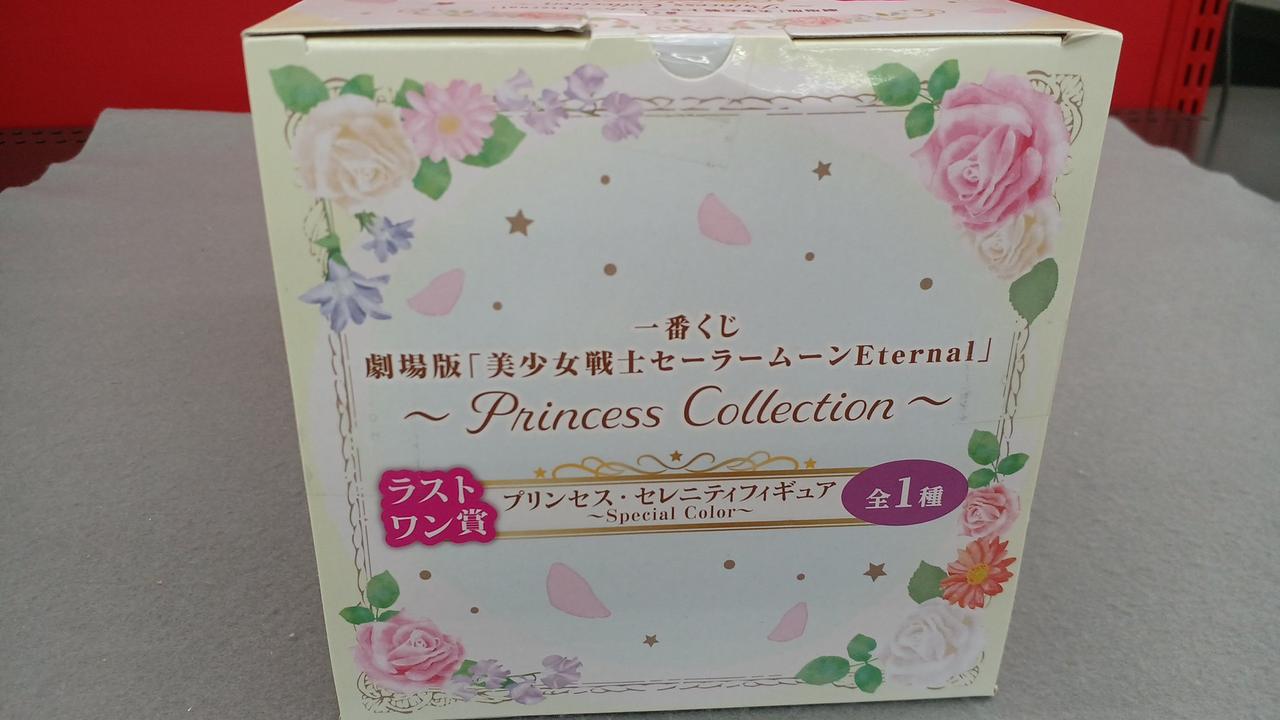 ~ Princess Collection ~
一番くじ
劇場版「美少女戦士セーラームーンEternal」
~ Princess Collection ~
ラスト
ワン賞
プリンセス・セレニティフィギュア
~Special Color~
全1種